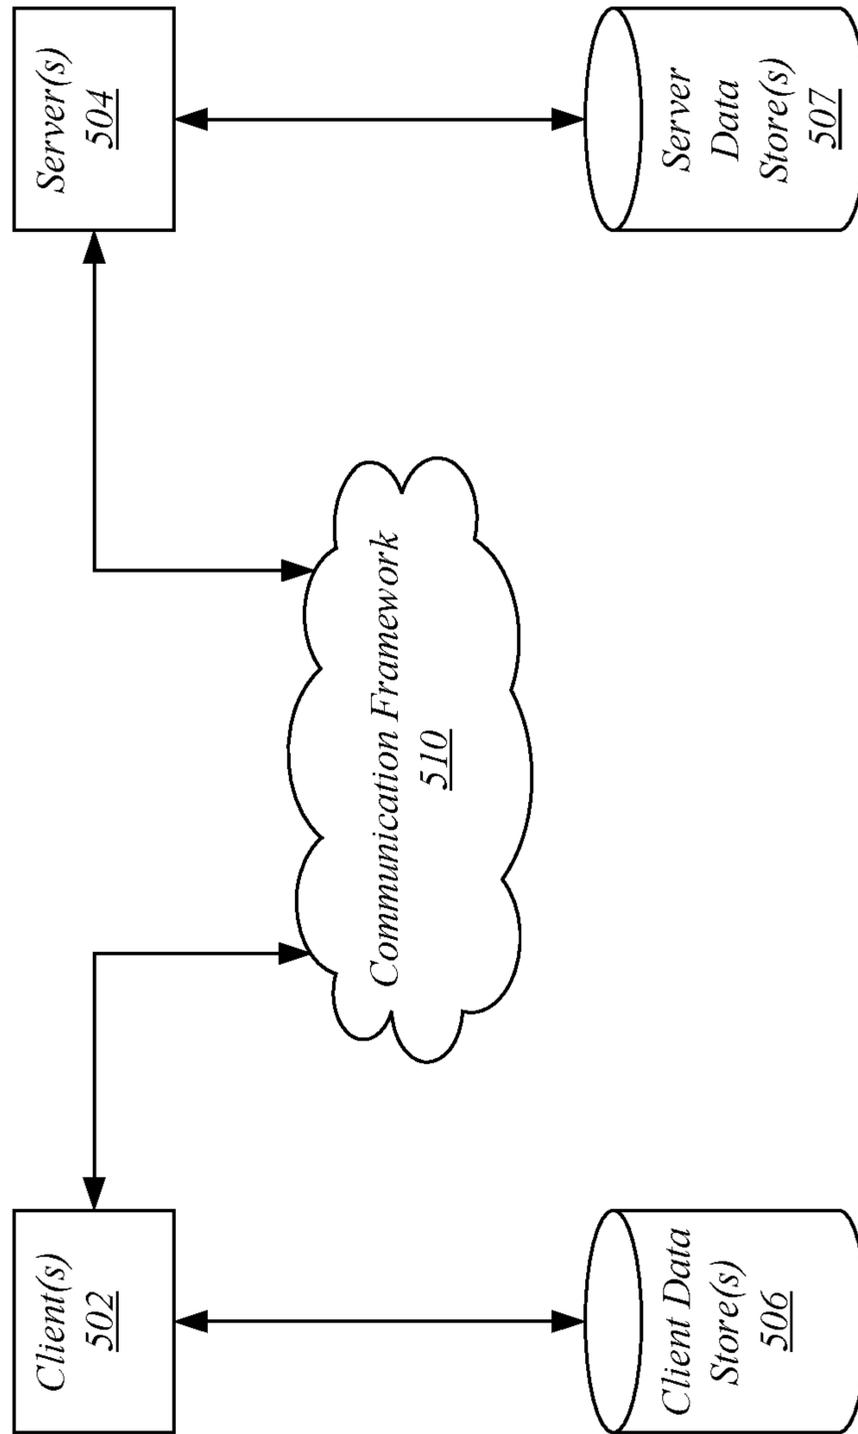 Client(s)
502
Server(s)
504
Communication Framework
510
Client Data
Store(s)
506
Server
Data
Store(s)
507